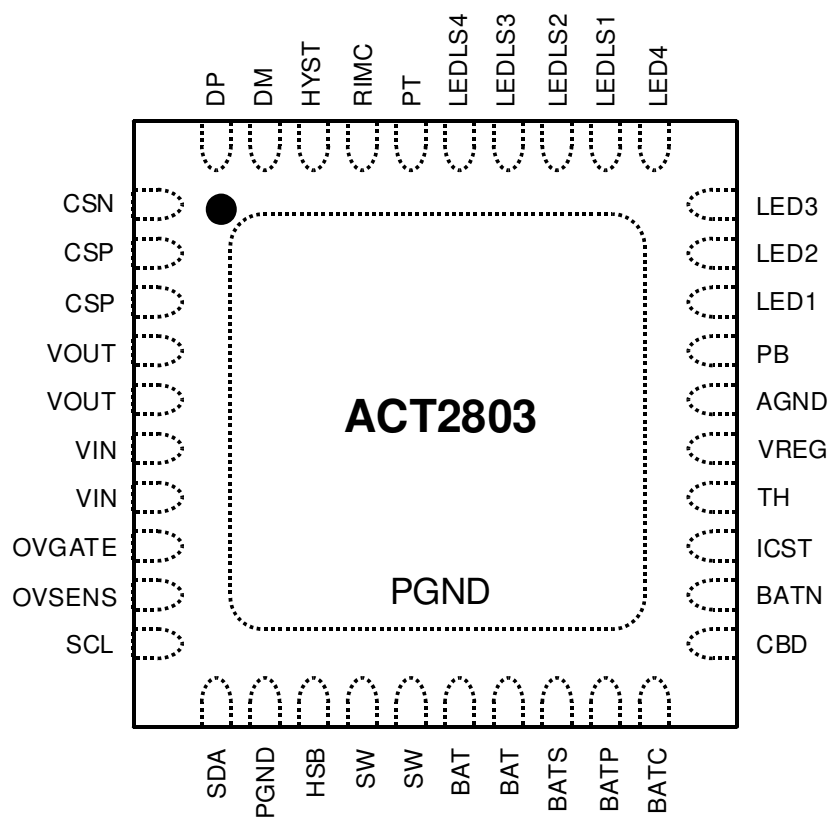 DP
DM
HYST
RIMC
PT
LEDLS4
LEDLS3
LEDLS2
LEDLS1
LED4
CSN
CSP
CSP
VOUT
VOUT
VIN
VIN
OVGATE
OVSENS
SCL
ACT2803
PGND
LED3
LED2
LED1
PB
AGND
VREG
TH
ICST
BATN
CBD
SDA
PGND
HSB
SW
SW
BAT
BAT
BATS
BATP
BATC